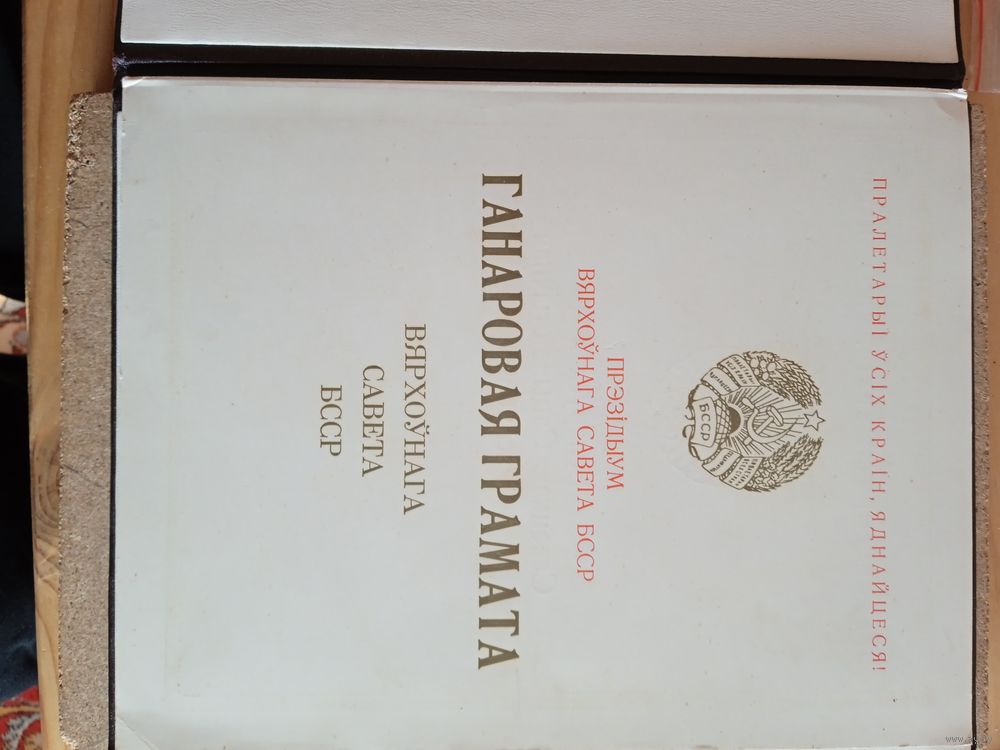 ПРАЛЕТАРЫІ ЎСІХ КРАІН, ЯДНАЙЦЕСЯ!
БССР
ПРЭЗІДЫУМ
ВЯРХОЎНАГА САВЕТА БССР
ГАНАРОВАЯ ГРАМАТА
ВЯРХОЎНАГА
САВЕТА
БССР